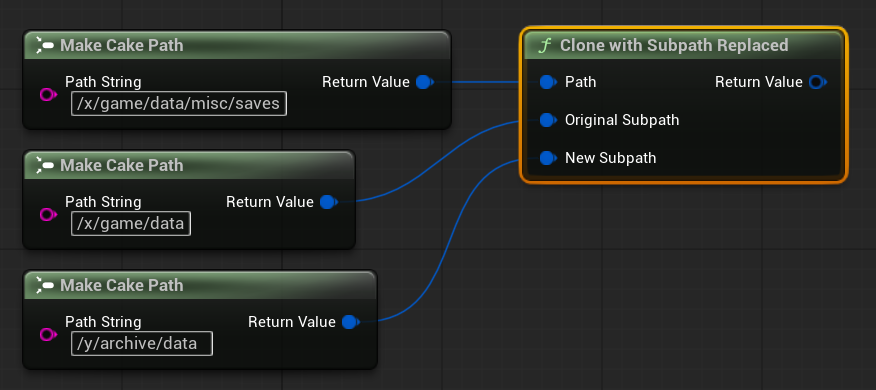 Make Cake Path
Path String
Return Value
/x/game/data/misc/saves
Make Cake Path
Path String
Return Value
/x/game/data
Make Cake Path
Path String
Return Value
/y/archive/data
f Clone with Subpath Replaced
Path
Return Value
Original Subpath
New Subpath